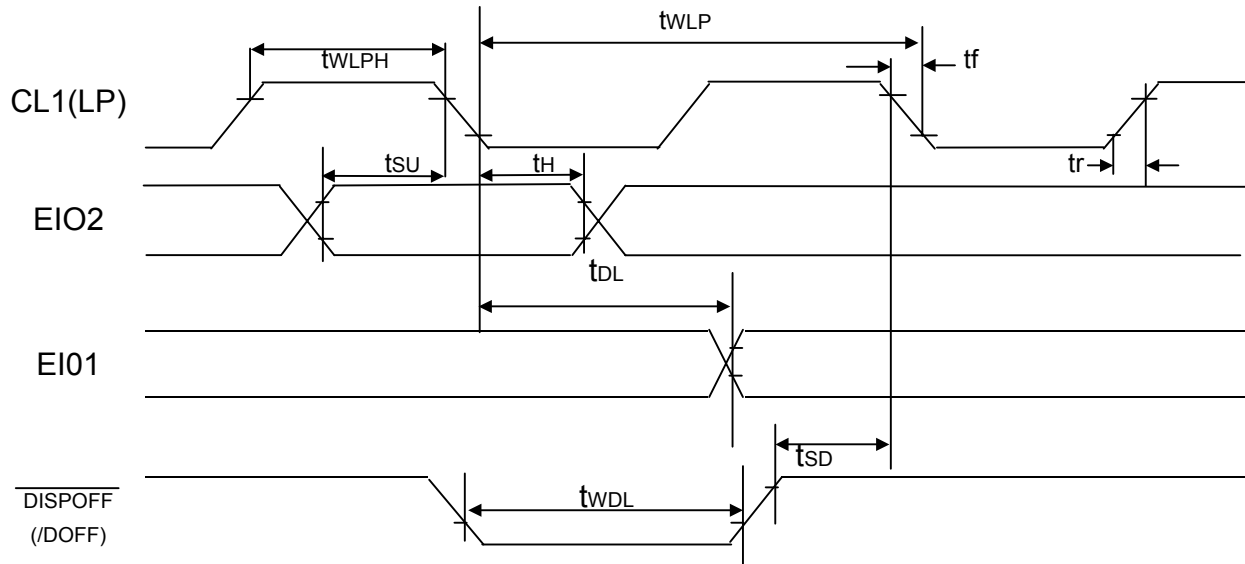 tWLP
tWLPH
tf
CL1(LP)
tSU
tH
tr
EIO2
tDL
EI01
tSD
DISPOFF
tWDL
(/DOFF)